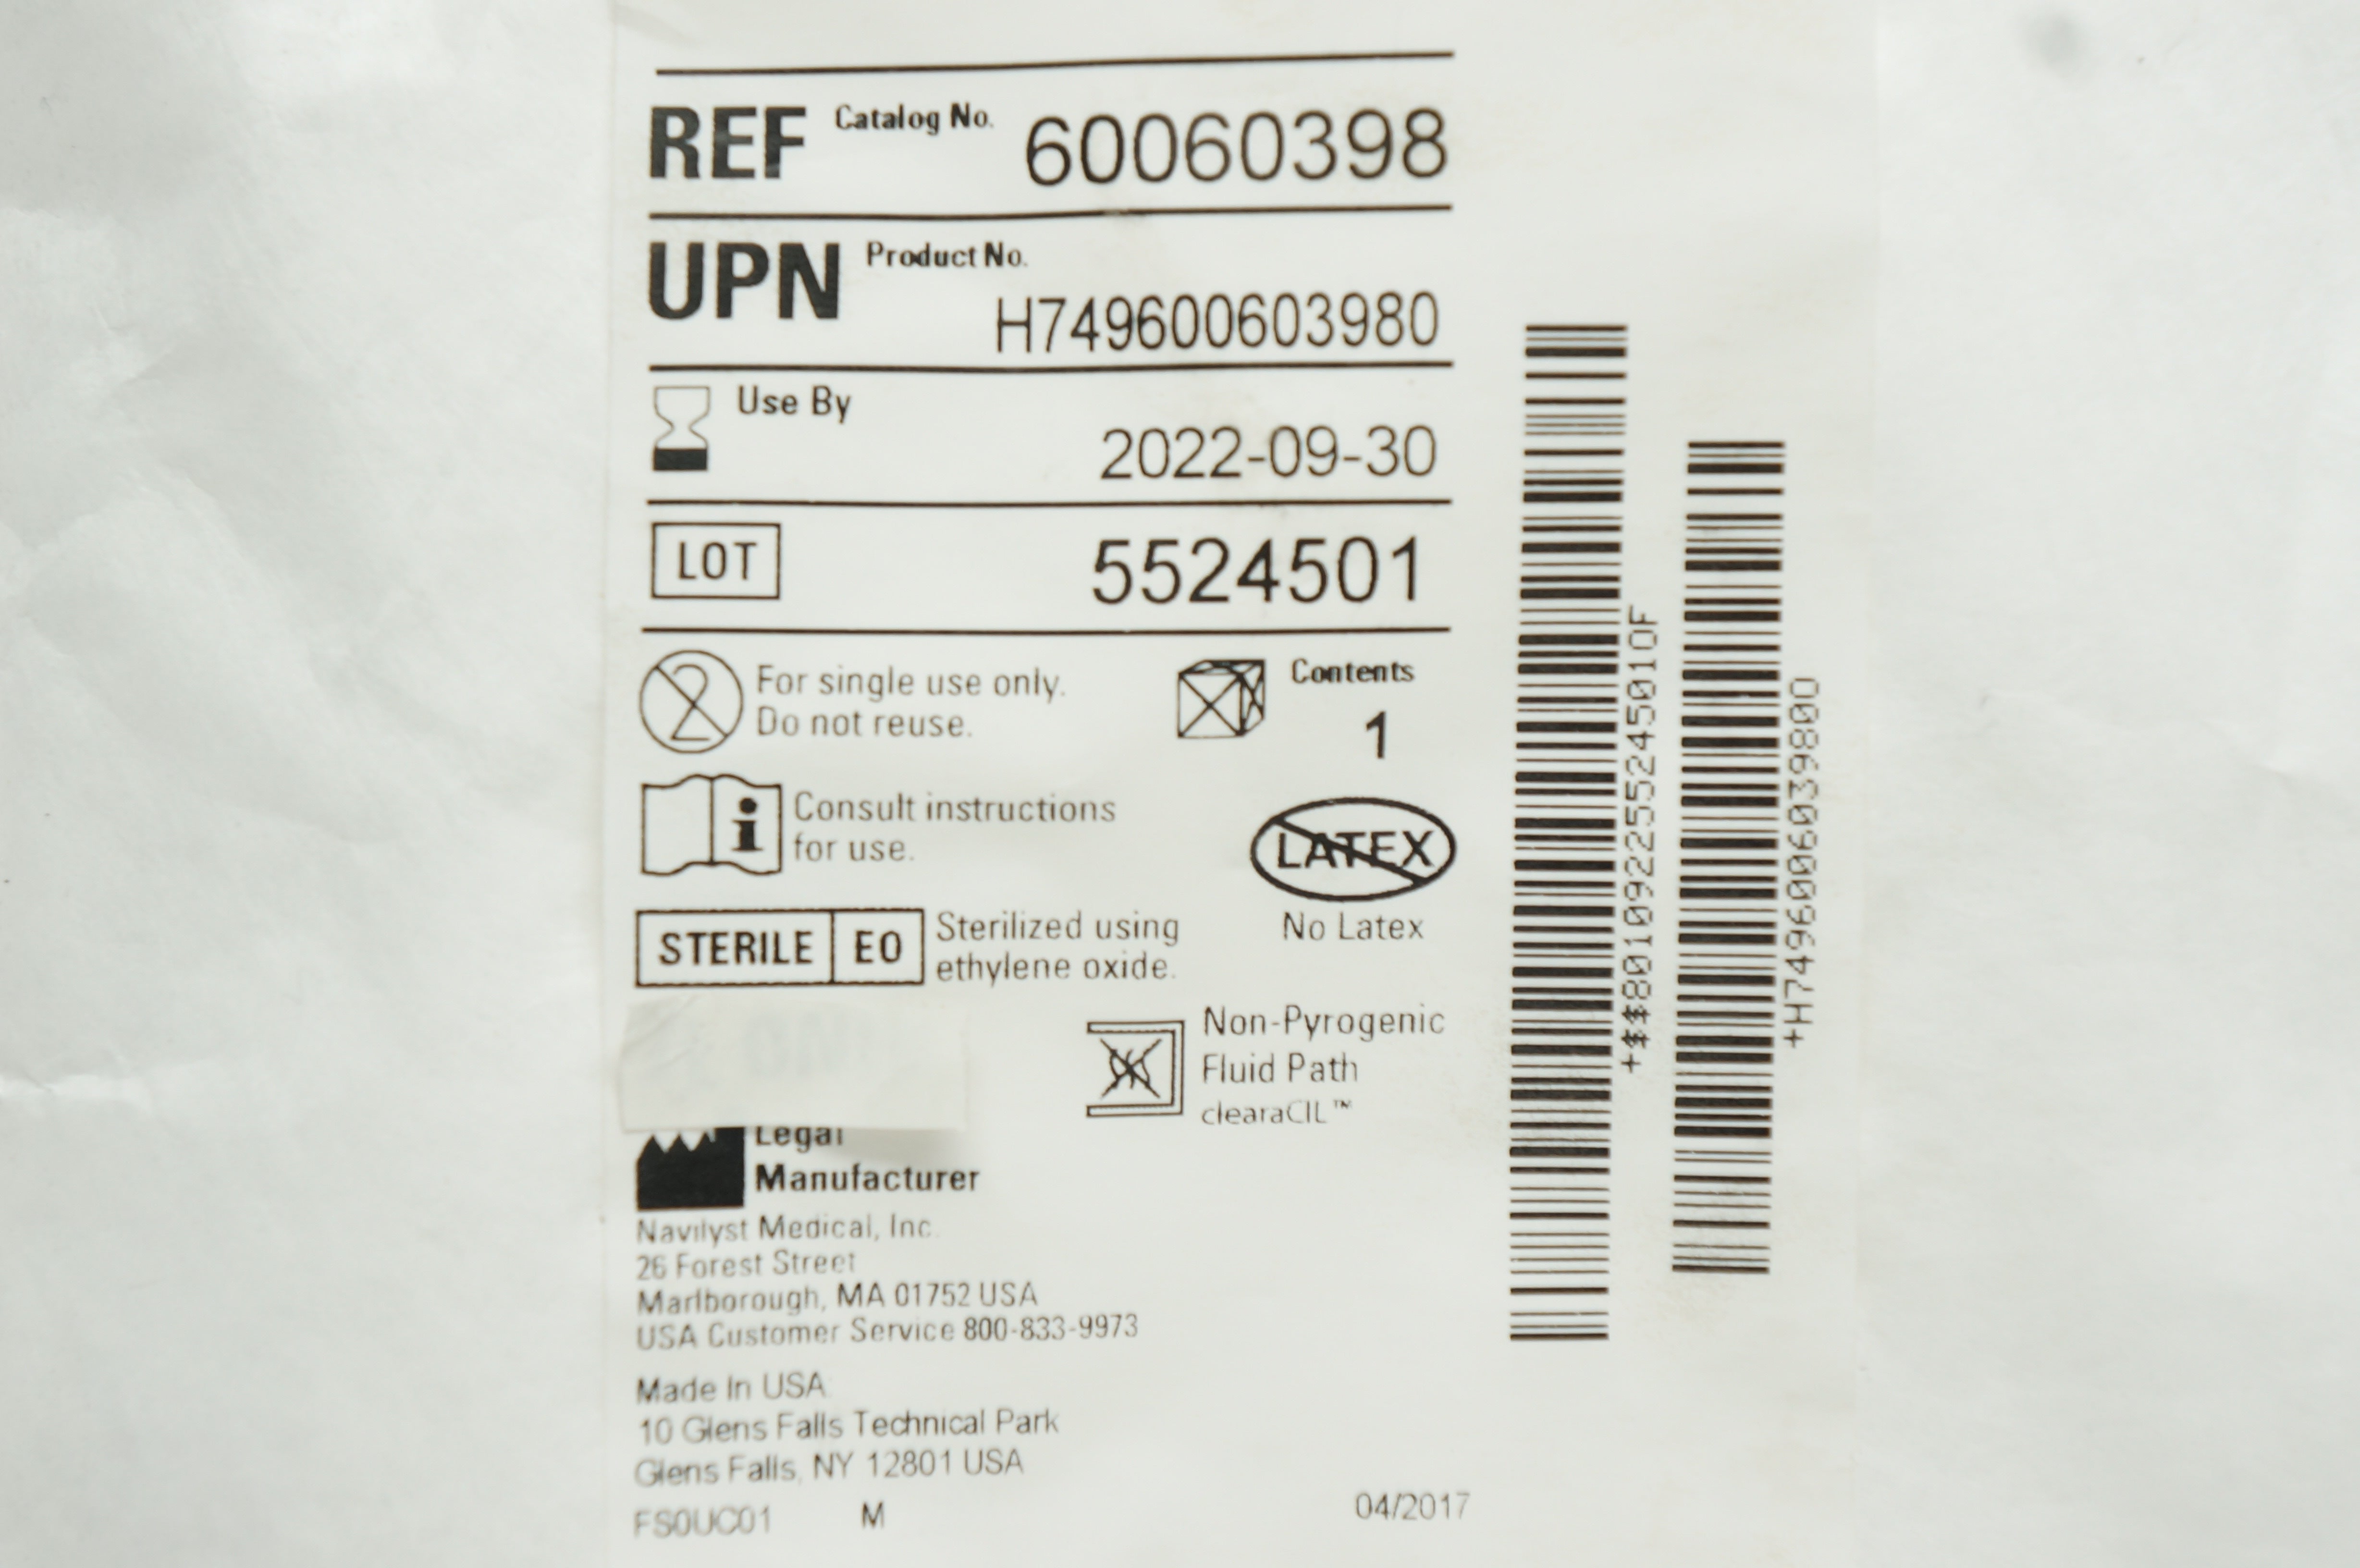 REF Catalog No. 60060398
UPN Product No.
H749600603980
Use By
2022-09-30
LOT 5524501
For single use only.
Do not reuse.
Contents
1
Consult instructions
for use.
LATEX
No Latex
STERILE EO
Sterilized using
ethylene oxide.
Non-Pyrogenic
Fluid Path
clearaCIL™
Legal
Manufacturer
Navilyst Medical, Inc.
26 Forest Street
Marlborough, MA 01752 USA
USA Customer Service 800-833-9973
Made In USA:
10 Glens Falls Technical Park
Glens Falls, NY 12801 USA
FS0UC01 M
04/2017
+$$801092255245010F
+H7496006039800